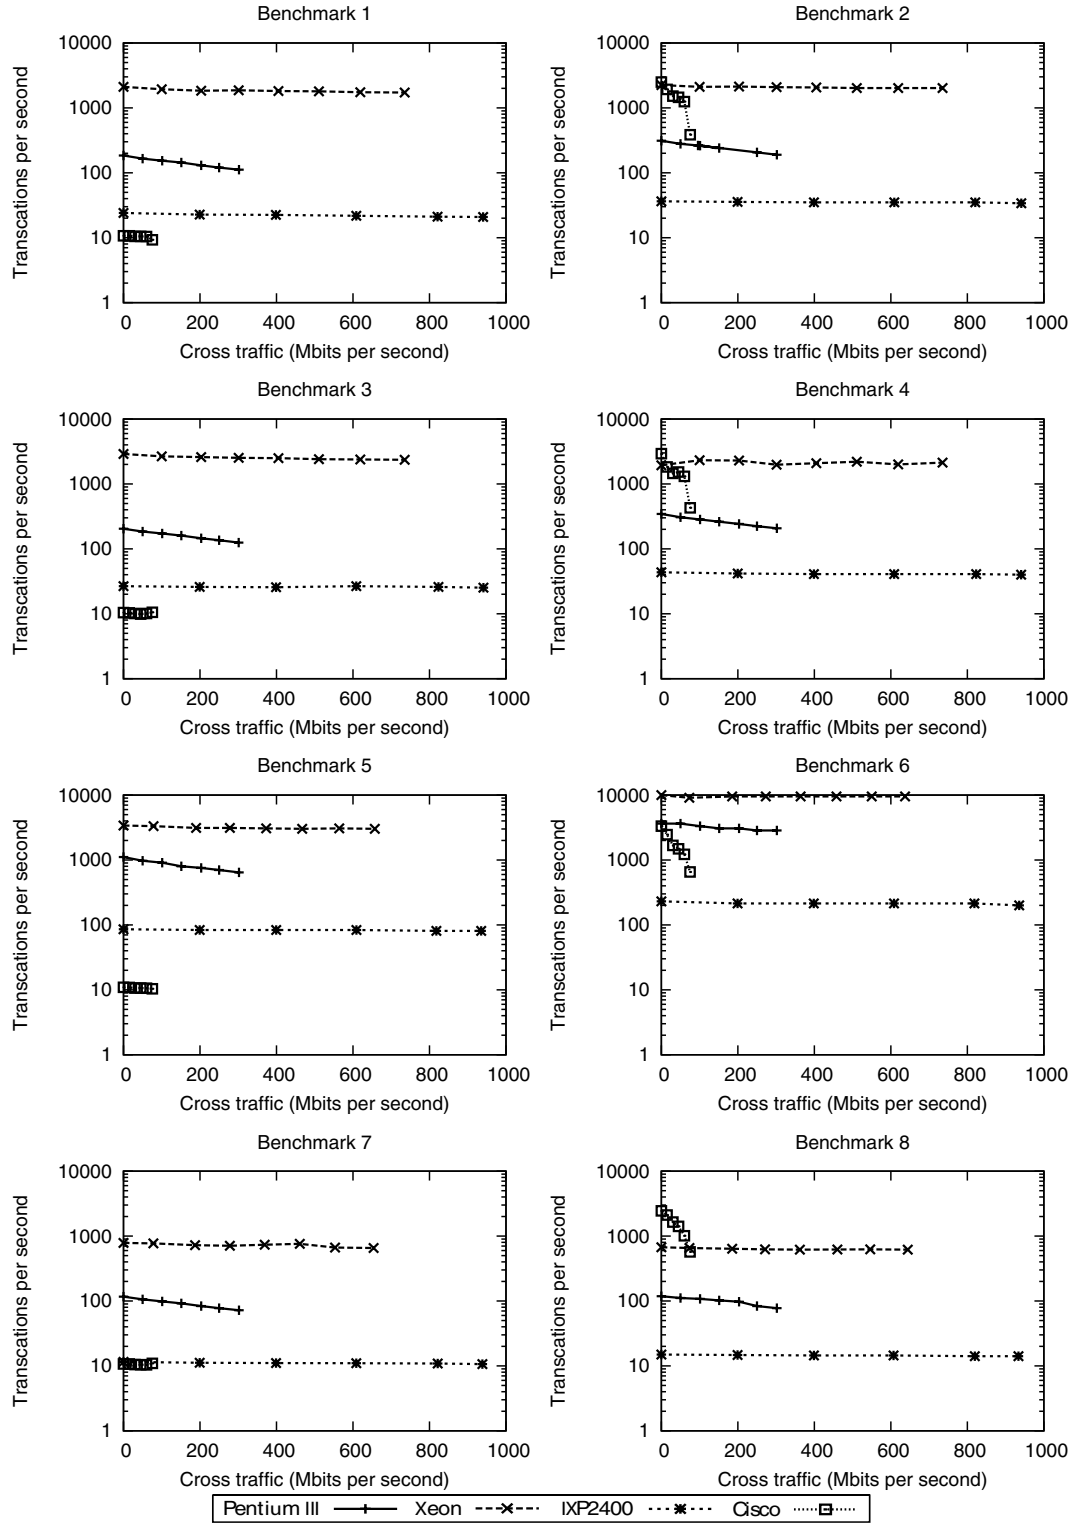 Benchmark 1
Benchmark 2
Transcations per second
10000
1000
100
10
1
0 200 400 600 800 1000
Cross traffic (Mbits per second)
Transcations per second
10000
1000
100
10
1
0 200 400 600 800 1000
Cross traffic (Mbits per second)
Benchmark 3
Benchmark 4
Transcations per second
10000
1000
100
10
1
0 200 400 600 800 1000
Cross traffic (Mbits per second)
Transcations per second
10000
1000
100
10
1
0 200 400 600 800 1000
Cross traffic (Mbits per second)
Benchmark 5
Benchmark 6
Transcations per second
10000
1000
100
10
1
0 200 400 600 800 1000
Cross traffic (Mbits per second)
Transcations per second
10000
1000
100
10
1
0 200 400 600 800 1000
Cross traffic (Mbits per second)
Benchmark 7
Benchmark 8
Transcations per second
10000
1000
100
10
1
0 200 400 600 800 1000
Cross traffic (Mbits per second)
Transcations per second
10000
1000
100
10
1
0 200 400 600 800 1000
Cross traffic (Mbits per second)
Pentium III Xeon IXP2400 Cisco